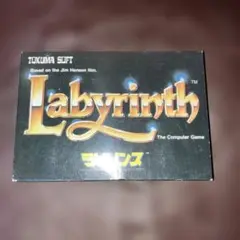 TOKUMA SOFT
Based on the Jim Henson film.
Labyrinth
TM
The Computer Game
ラビリンス